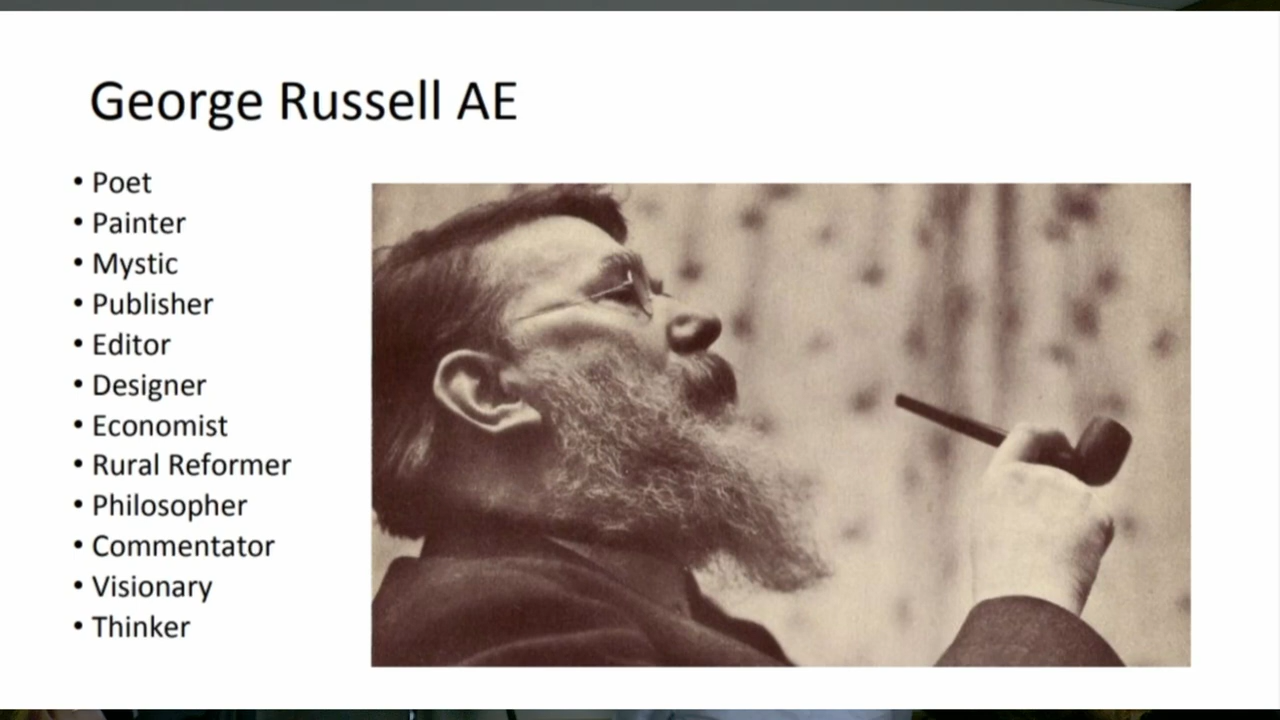 George Russell AE
• Poet
• Painter
• Mystic
• Publisher
• Editor
• Designer
• Economist
• Rural Reformer
• Philosopher
• Commentator
• Visionary
• Thinker